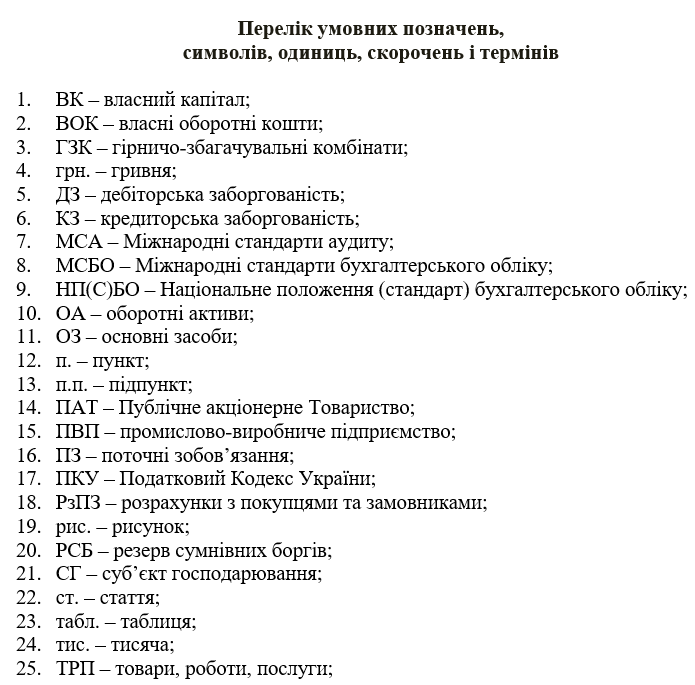 Перелік умовних позначень,
символів, одиниць, скорочень і термінів
1. ВК – власний капітал;
2. ВОК – власні оборотні кошти;
3. ГЗК – гірничо-збагачувальні комбінати;
4. грн. – гривня;
5. ДЗ – дебіторська заборгованість;
6. КЗ – кредиторська заборгованість;
7. МСА – Міжнародні стандарти аудиту;
8. МСБО – Міжнародні стандарти бухгалтерського обліку;
9. НП(С)БО – Національне положення (стандарт) бухгалтерського обліку;
10. ОА – оборотні активи;
11. ОЗ – основні засоби;
12. п. – пункт;
13. п.п. – підпункт;
14. ПАТ – Публічне акціонерне Товариство;
15. ПВП – промислово-виробниче підприємство;
16. ПЗ – поточні зобов’язання;
17. ПКУ – Податковий Кодекс України;
18. РзПЗ – розрахунки з покупцями та замовниками;
19. рис. – рисунок;
20. РСБ – резерв сумнівних боргів;
21. СГ – суб’єкт господарювання;
22. ст. – стаття;
23. табл. – таблиця;
24. тис. – тисяча;
25. ТРП – товари, роботи, послуги;